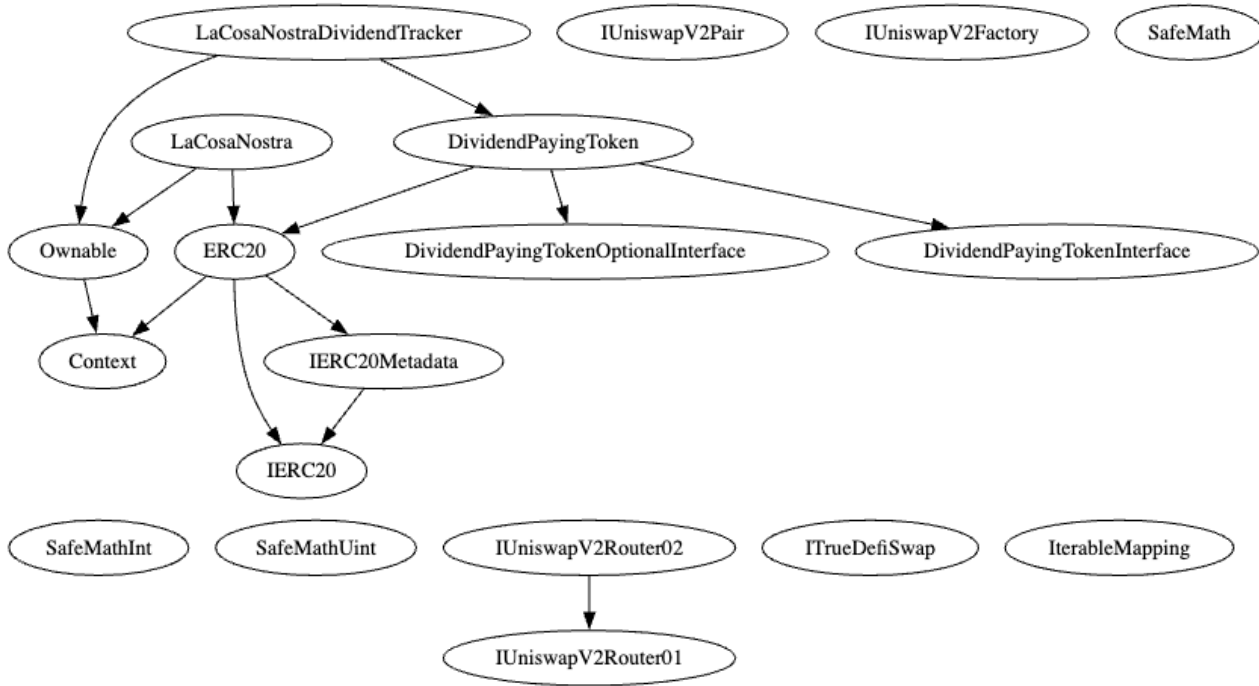 LaCosaNostraDividendTracker
IUniswapV2Pair
IUniswapV2Factory
SafeMath
LaCosaNostra
DividendPayingToken
Ownable
ERC20
DividendPayingTokenOptionalInterface
DividendPayingTokenInterface
Context
IERC20Metadata
IERC20
SafeMathInt
SafeMathUint
IUniswapV2Router02
ITrueDefiSwap
IterableMapping
IUniswapV2Router01